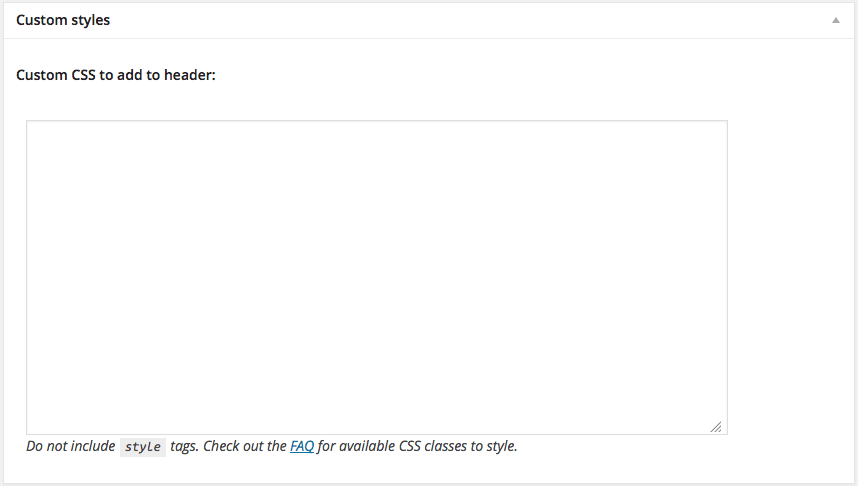 Custom styles
Custom CSS to add to header:
Do not include style tags. Check out the FAQ for available CSS classes to style.